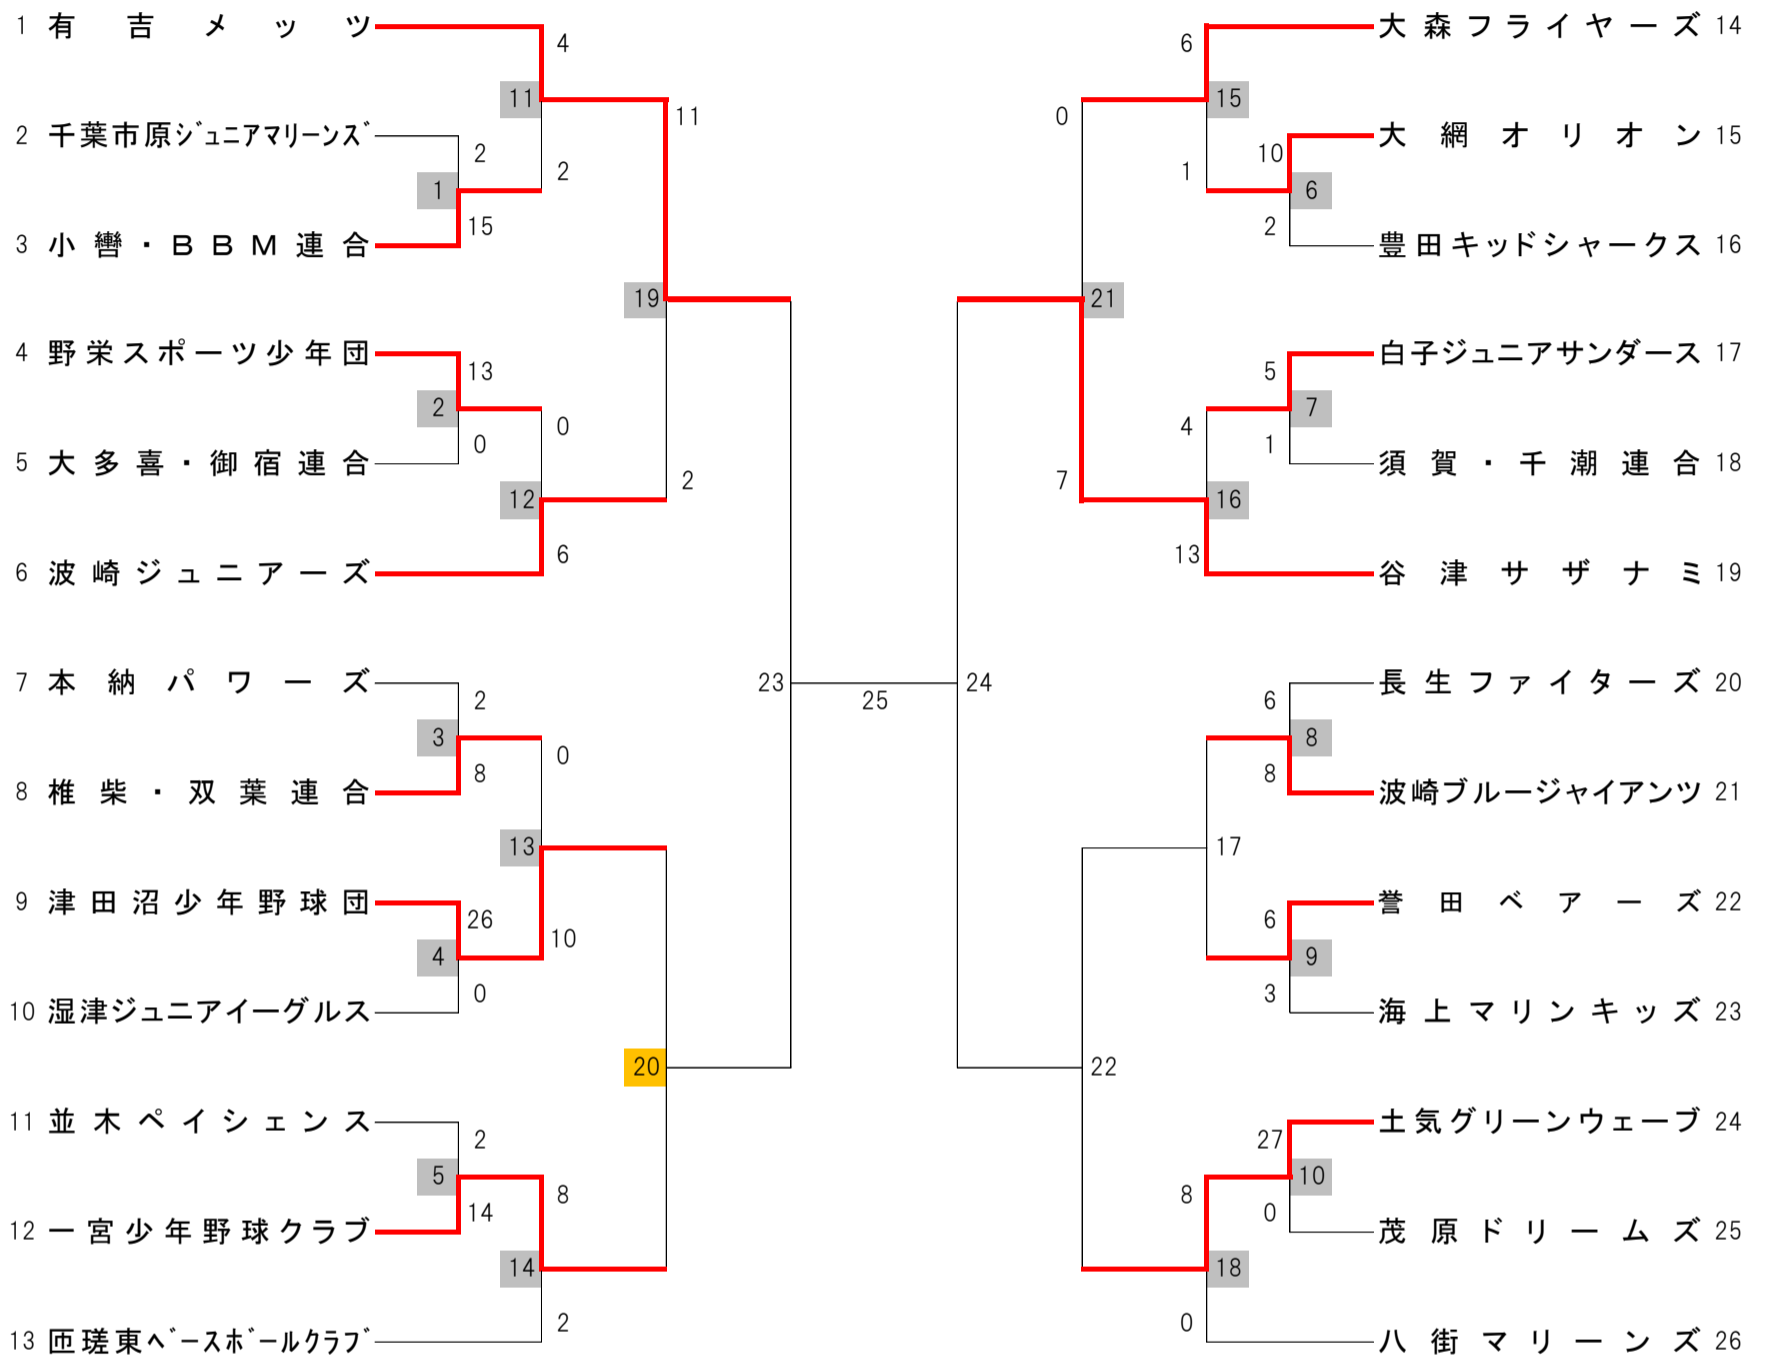 1 有吉メッツ
4
11
11
2 千葉市原ジュニアマリーンズ
2
2
1
15
3 小轡・BBM連合
19
4 野栄スポーツ少年団
13
2
0
0
5 大多喜・御宿連合
12
2
6
6 波崎ジュニアーズ
7 本納パワーズ
2
3
0
8
8 椎柴・双葉連合
13
9 津田沼少年野球団
26
10
4
0
10 湿津ジュニアイーグルス
20
11 並木ペイシェンス
2
5
8
14
12 一宮少年野球クラブ
14
2
13 匝瑳東ベースボールクラブ
23
25
24
大森フライヤーズ 14
6
15
0
大網オリオン 15
10
1
6
2
豊田キッドシャークス 16
21
白子ジュニアサンダース 17
5
7
4
1
須賀・千潮連合 18
7
16
13
谷津サザナミ 19
長生ファイターズ 20
6
8
8
波崎ブルージャイアンツ 21
17
誉田ベアーズ 22
6
9
3
海上マリンキッズ 23
22
土気グリーンウェーブ 24
27
10
8
0
茂原ドリームズ 25
18
0
八街マリーンズ 26